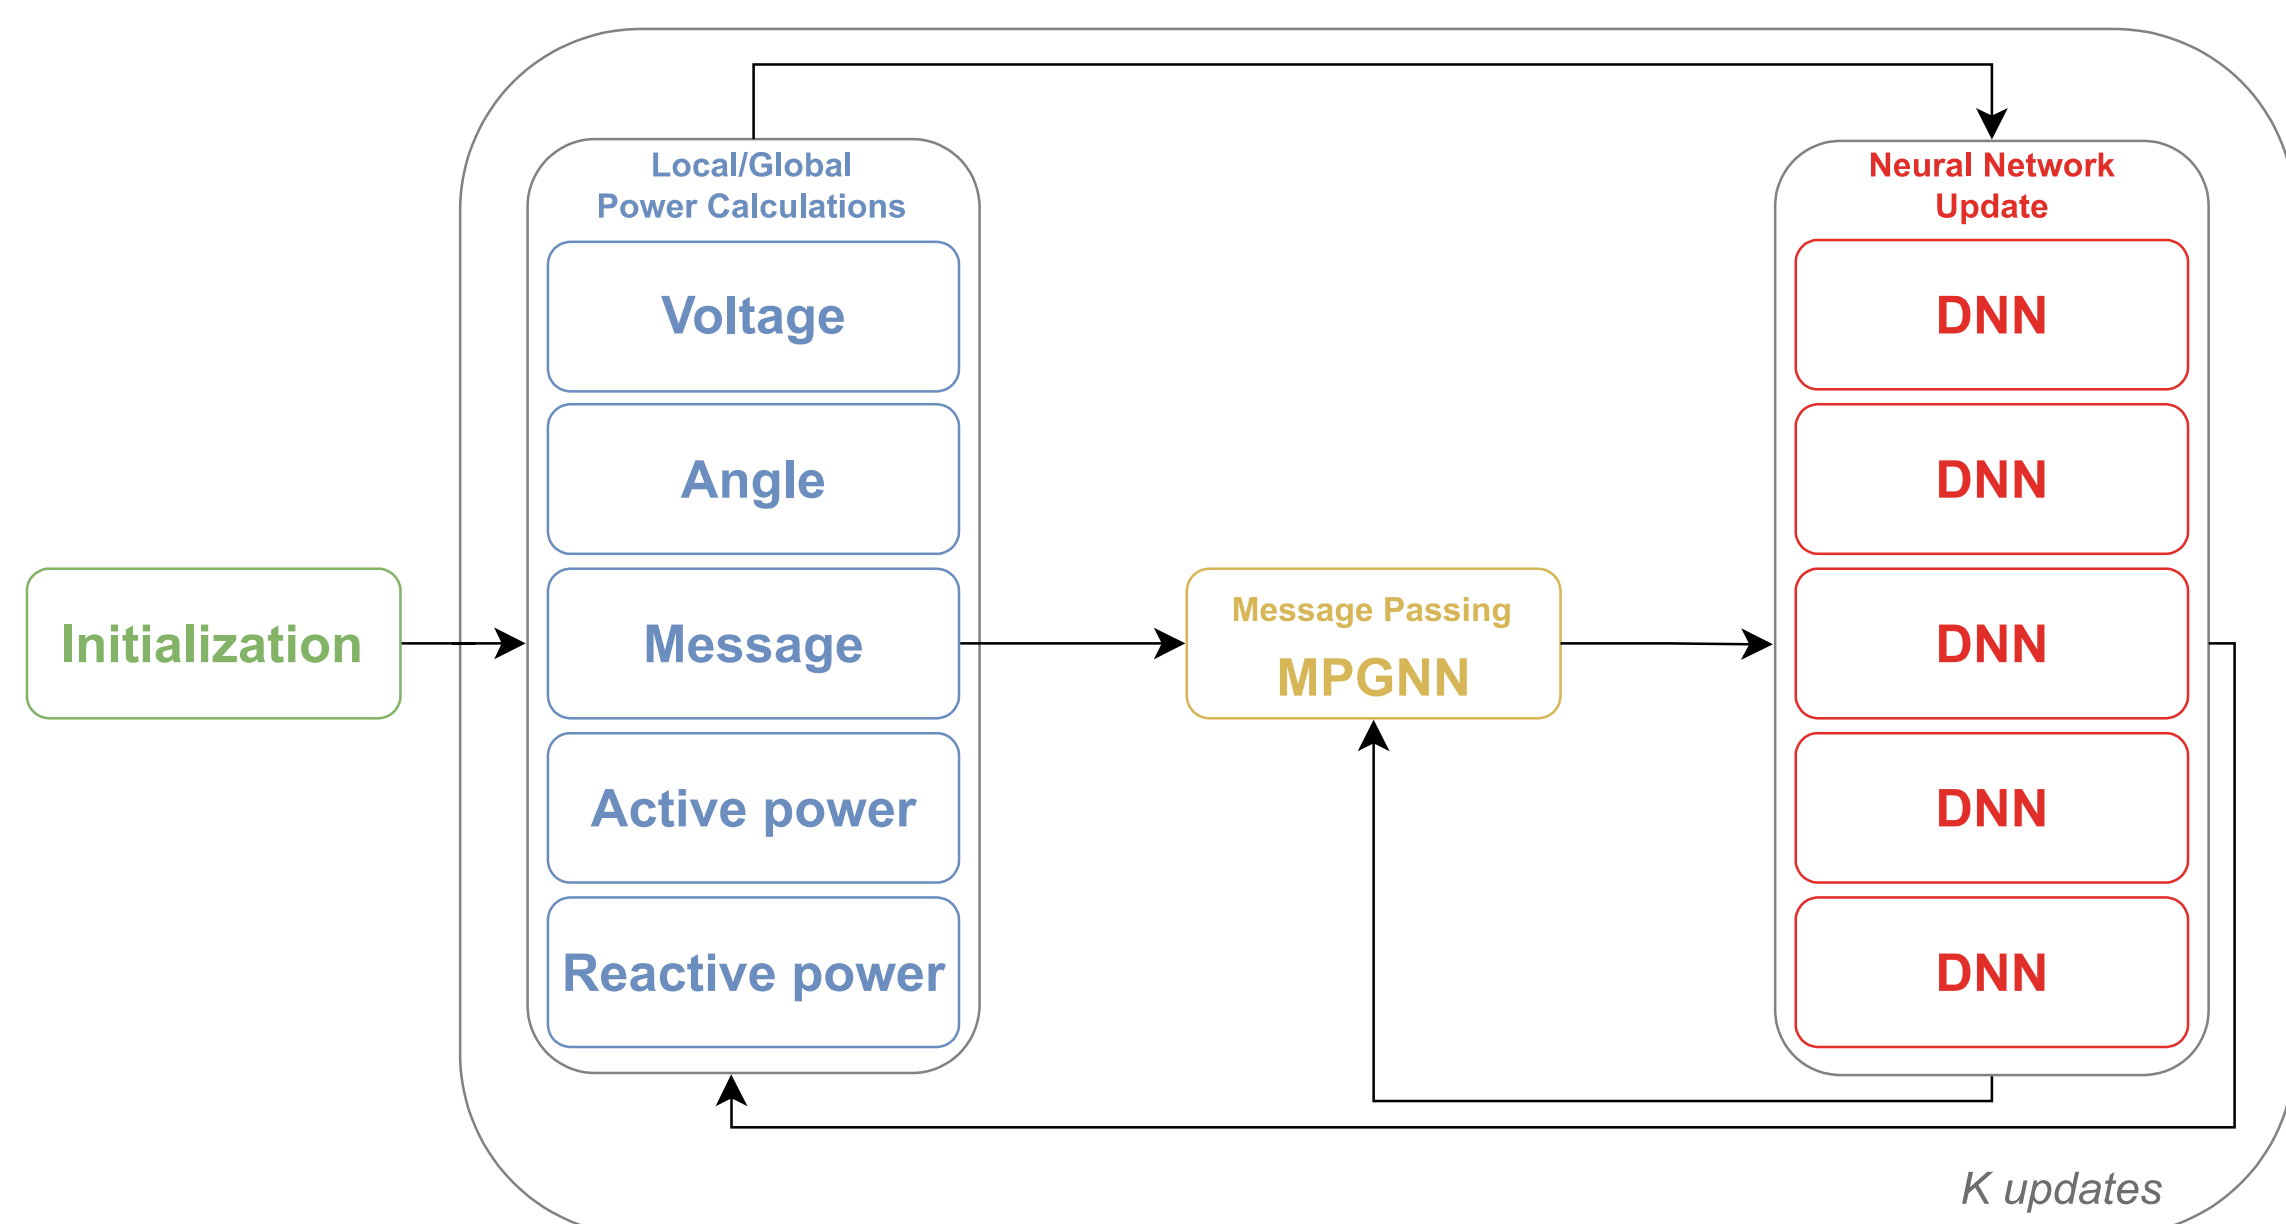 Local/Global
Power Calculations
Voltage
Angle
Message
Active power
Reactive power
Initialization
Message Passing
MPGNN
Neural Network
Update
DNN
DNN
DNN
DNN
DNN
K updates